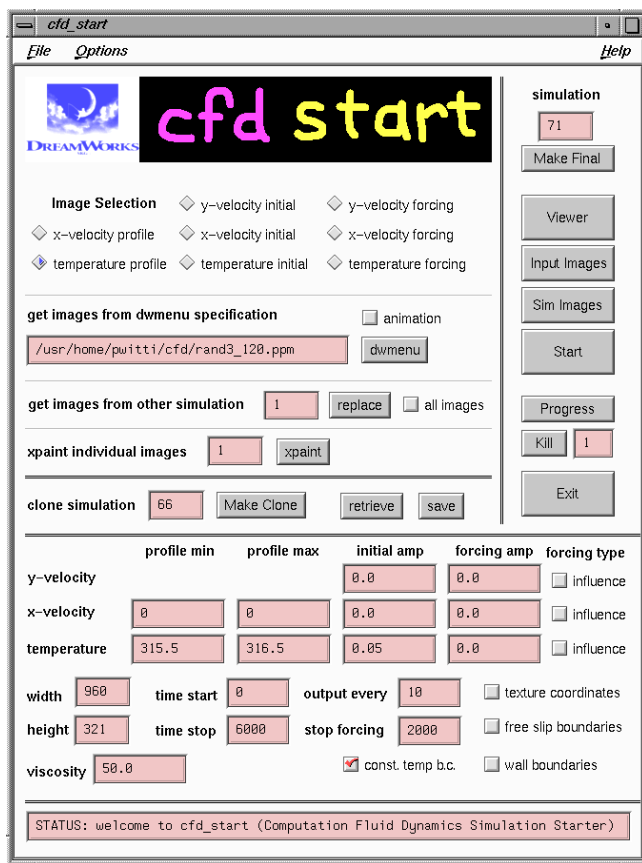 cfd_start
File Options Help
DREAMWORKS
cfd start
simulation
71
Make Final
Image Selection
y-velocity initial
y-velocity forcing
x-velocity profile
x-velocity initial
x-velocity forcing
temperature profile
temperature initial
temperature forcing
Viewer
Input Images
Sim Images
Start
Progress
Kill 1
Exit
get images from dwmenu specification
animation
/usr/home/pwitti/cfd/rand3_120.ppm
dwmenu
get images from other simulation 1 replace all images
xpaint individual images 1 xpaint
clone simulation 66 Make Clone retrieve save
profile min profile max initial amp forcing amp forcing type
y-velocity 0.0 0.0 influence
x-velocity 0 0 0.0 0.0 influence
temperature 315.5 316.5 0.05 0.0 influence
width 960 time start 0 output every 10 texture coordinates
height 321 time stop 6000 stop forcing 2000 free slip boundaries
viscosity 50.0 const. temp b.c. wall boundaries
STATUS: welcome to cfd_start (Computation Fluid Dynamics Simulation Starter)